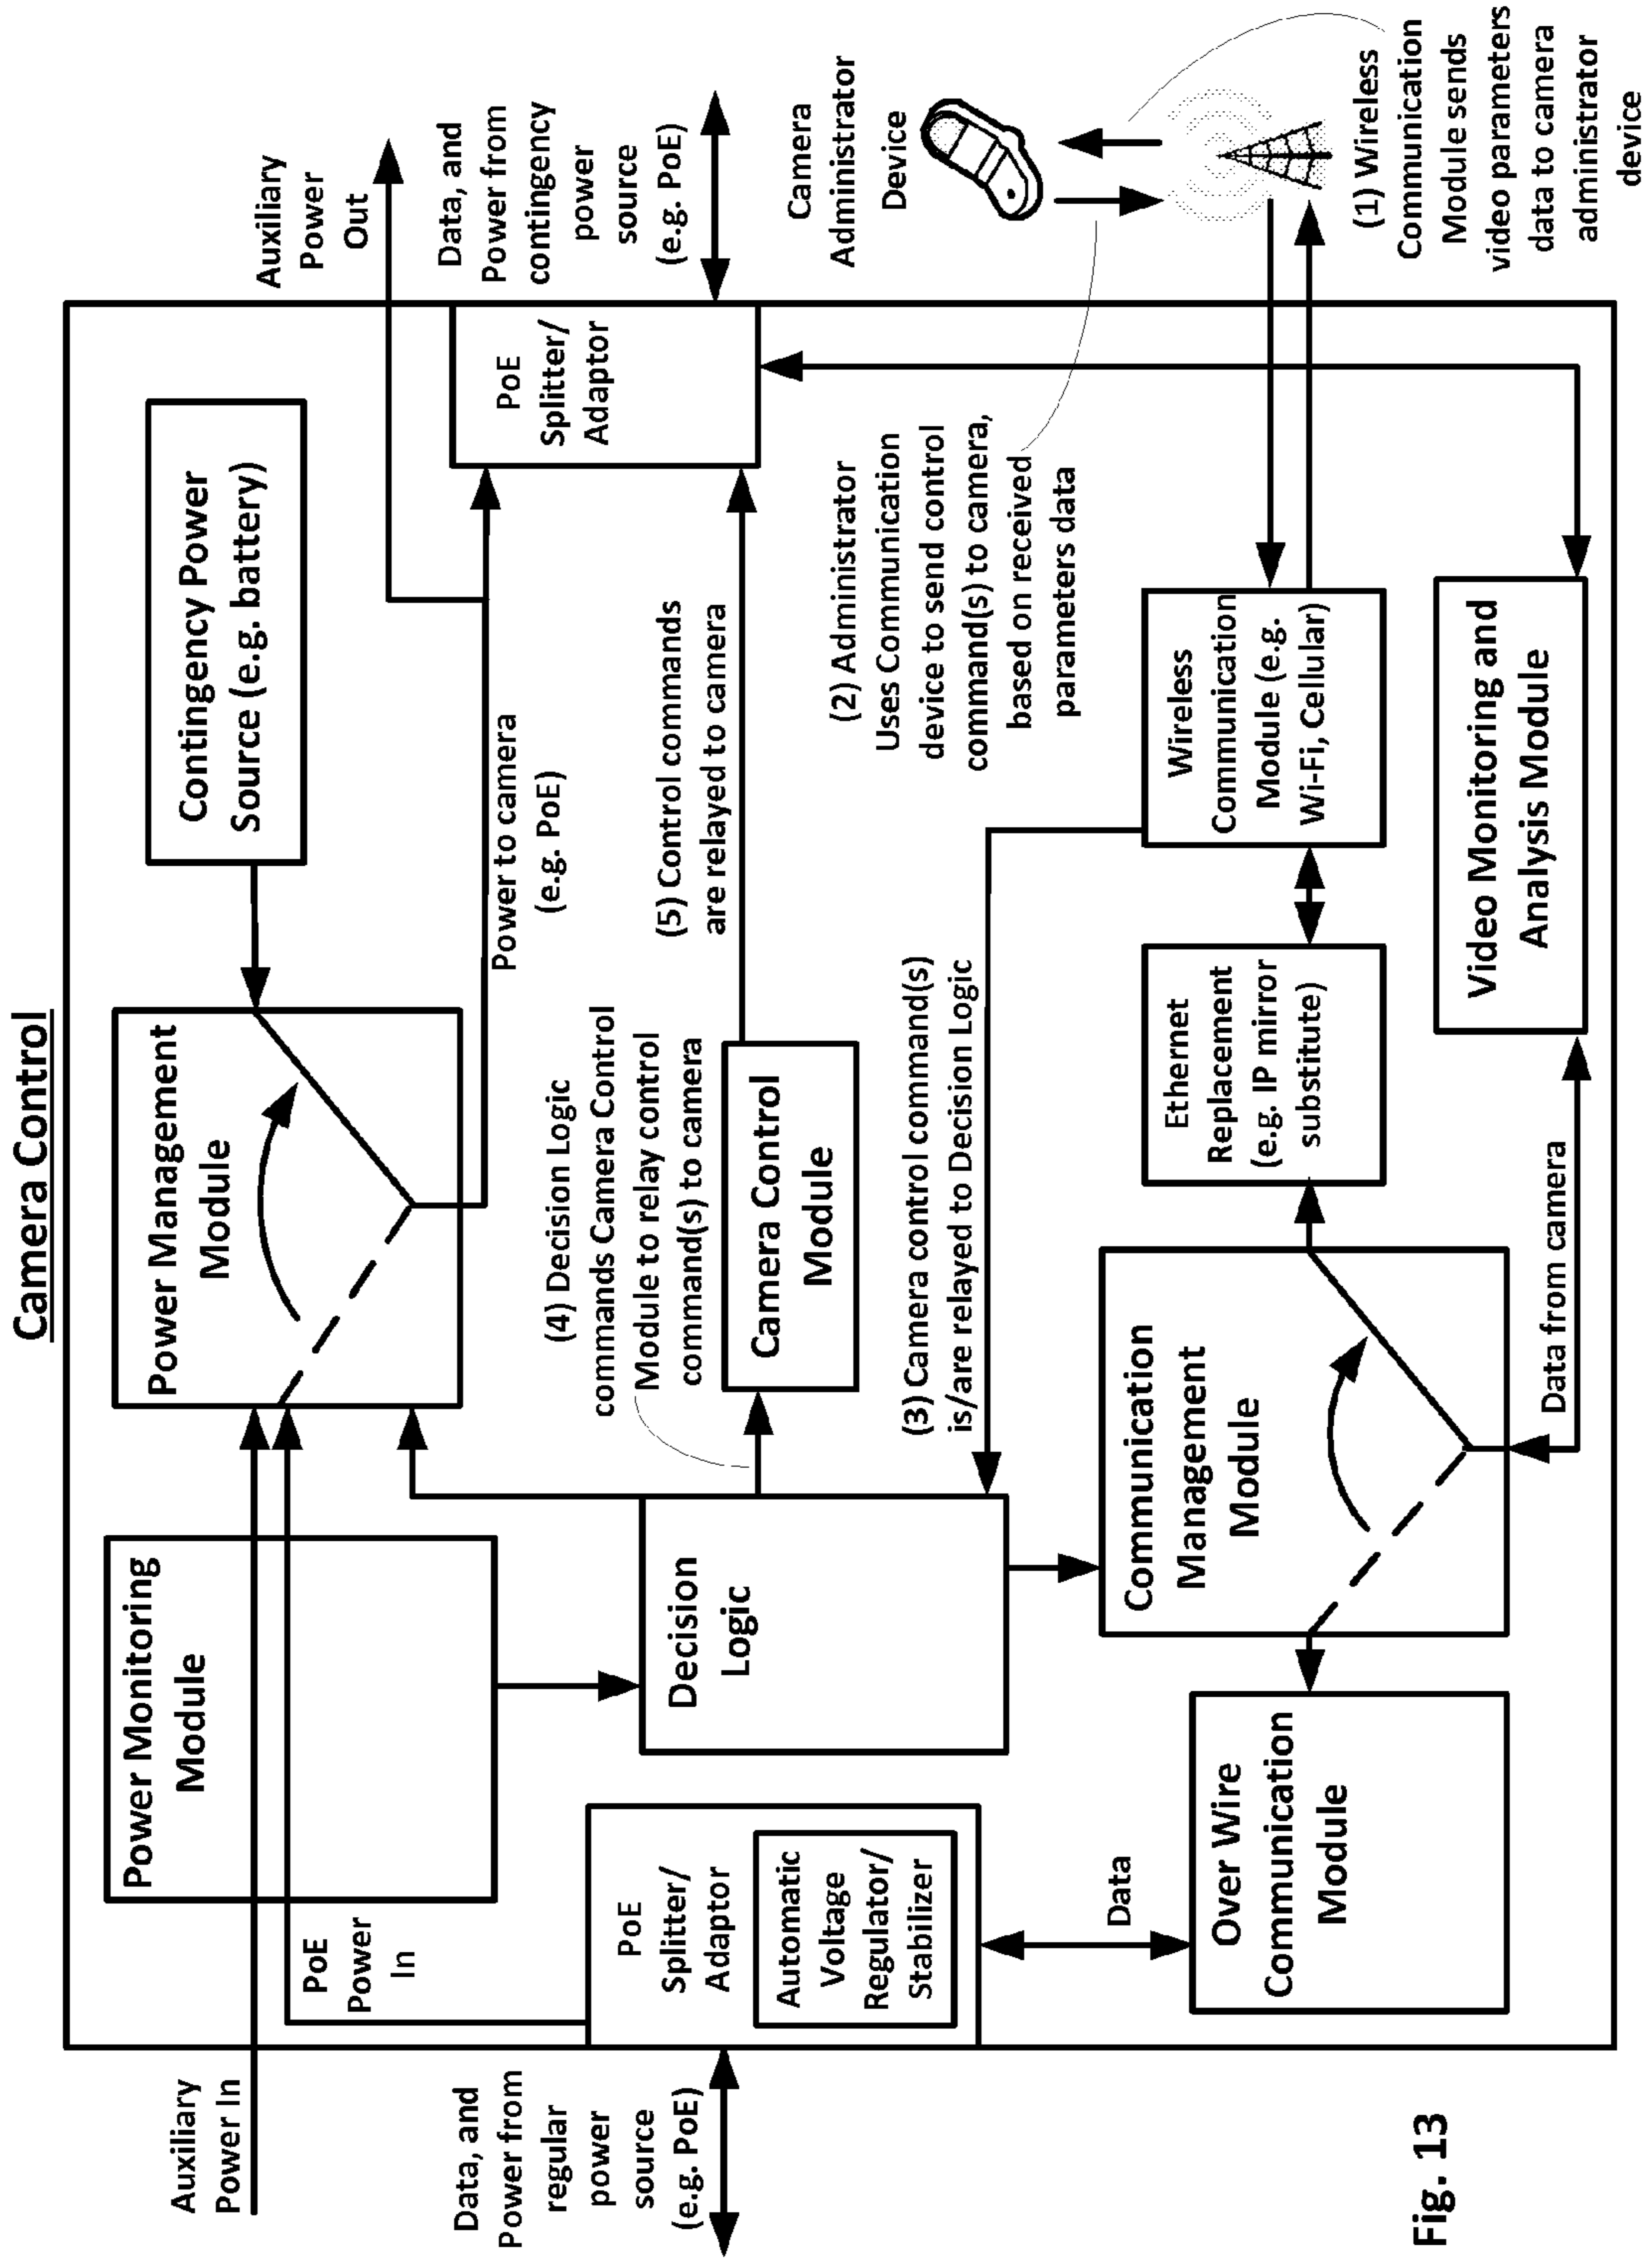 Camera Control
Auxiliary
Power In
Power Monitoring
Module
Power Management
Module
Contingency Power
Source (e.g. battery)
Auxiliary
Power
Out
PoE
Power
In
Power to camera
(e.g. PoE)
Data, and
Power from
contingency
power
source
(e.g. PoE)
PoE
Splitter/
Adaptor
Data, and
Power from
regular
power
source
(e.g. PoE)
PoE
Splitter/
Adaptor
Automatic
Voltage
Regulator/
Stabilizer
Decision
Logic
(4) Decision Logic
commands Camera Control
Module to relay control
command(s) to camera
Camera Control
Module
(5) Control commands
are relayed to camera
Camera
Administrator
Device
(3) Camera control command(s)
is/are relayed to Decision Logic
(2) Administrator
Uses Communication
device to send control
command(s) to camera,
based on received
parameters data
Data
Over Wire
Communication
Module
Communication
Management
Module
Ethernet
Replacement
(e.g. IP mirror
substitute)
Wireless
Communication
Module (e.g.
Wi-Fi, Cellular)
(1) Wireless
Communication
Module sends
video parameters
data to camera
administrator
device
Data from camera
Video Monitoring and
Analysis Module
Fig. 13